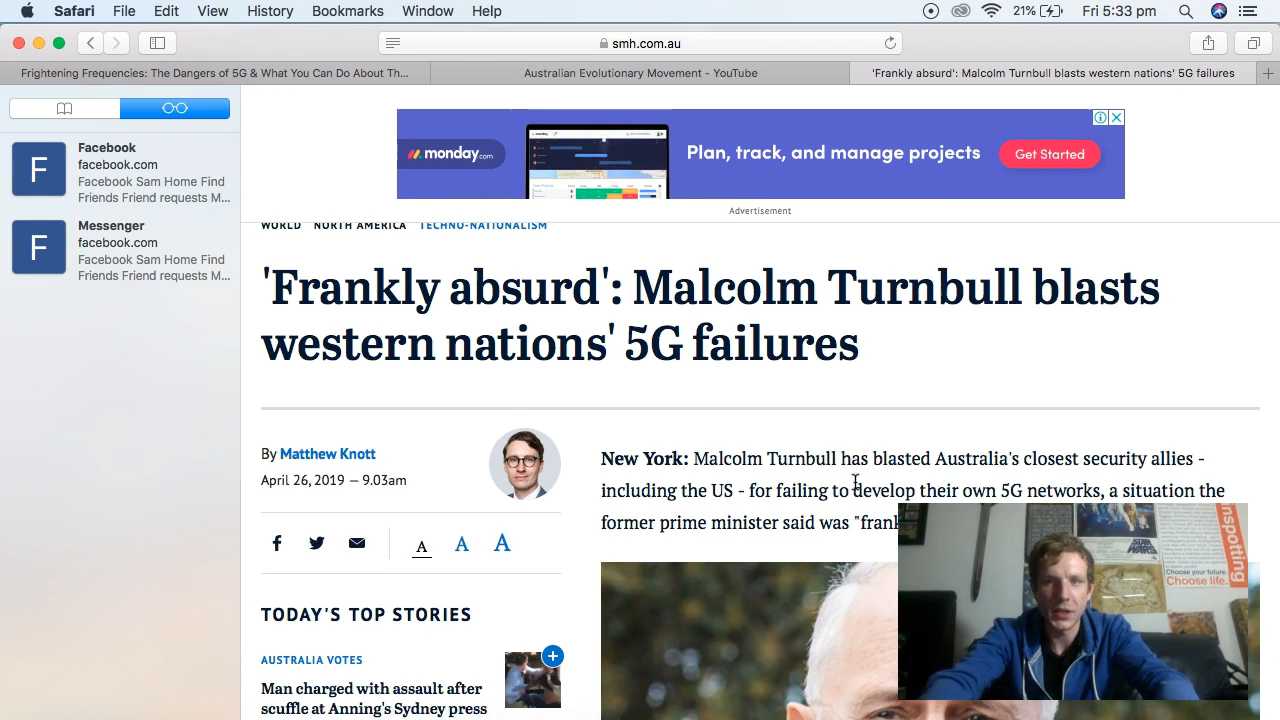 Safari File Edit View History Bookmarks Window Help 21% Fri 5:33 pm
smh.com.au
Frightening Frequencies: The Dangers of 5G & What You Can Do About Th... Australian Evolutionary Movement - YouTube 'Frankly absurd': Malcolm Turnbull blasts western nations' 5G failures
F
Facebook
facebook.com
Facebook Sam Home Find
Friends Friend requests M...
F
Messenger
facebook.com
Facebook Sam Home Find
Friends Friend requests M...
monday.com
Plan, track, and manage projects
Get Started
Advertisement
WORLD NORTH AMERICA TECHNO-NATIONALISM
'Frankly absurd': Malcolm Turnbull blasts
western nations' 5G failures
By Matthew Knott
April 26, 2019 — 9.03am
A A A
New York: Malcolm Turnbull has blasted Australia's closest security allies -
including the US - for failing to develop their own 5G networks, a situation the
former prime minister said was "frank
TODAY'S TOP STORIES
AUSTRALIA VOTES
Man charged with assault after
scuffle at Anning's Sydney press
STAR
WARS
inspotting
Choose your future.
Choose life.